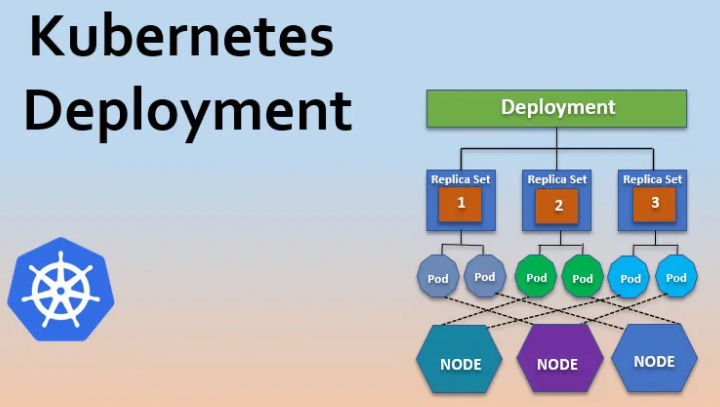 Kubernetes
Deployment
Deployment
Replica Set Replica Set Replica Set
1 2 3
Pod Pod Pod Pod Pod Pod
NODE NODE NODE